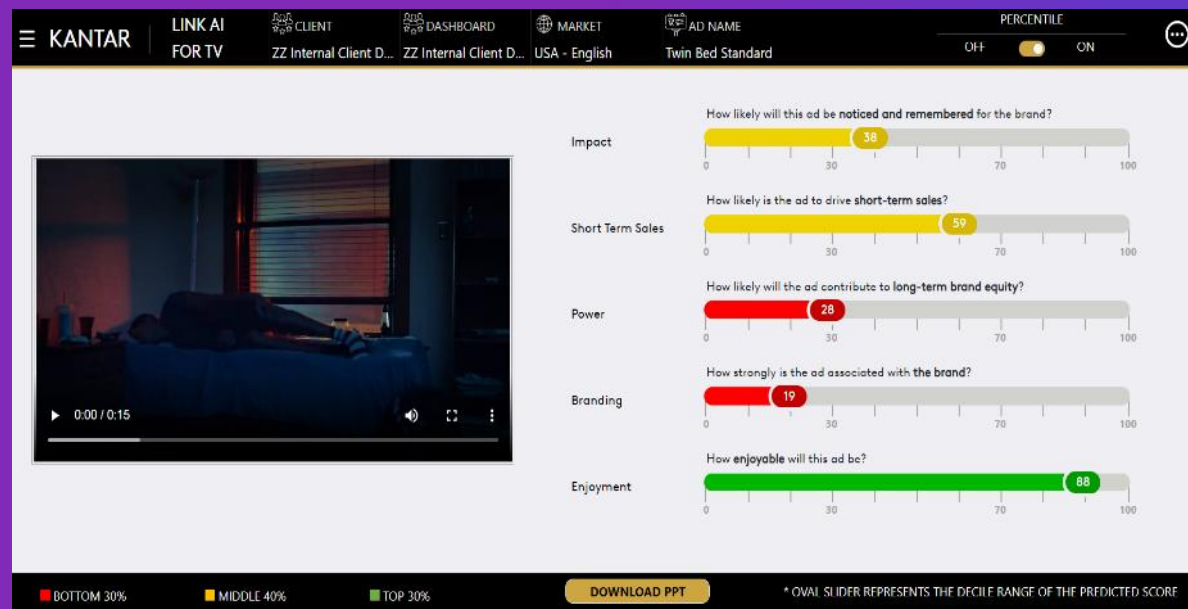 KANTAR
LINK AI
FOR TV
CLIENT
ZZ Internal Client D...
DASHBOARD
ZZ Internal Client D...
MARKET
USA - English
AD NAME
Twin Bed Standard
PERCENTILE
OFF ON
How likely will this ad be noticed and remembered for the brand?
Impact
38
0 30 70 100
How likely is the ad to drive short-term sales?
Short Term Sales
59
0 30 70 100
How likely will the ad contribute to long-term brand equity?
Power
28
0 30 70 100
How strongly is the ad associated with the brand?
Branding
19
0 30 70 100
How enjoyable will this ad be?
Enjoyment
88
0 30 70 100
0:00 / 0:15
BOTTOM 30% MIDDLE 40% TOP 30%
DOWNLOAD PPT
* OVAL SLIDER REPRESENTS THE DECILE RANGE OF THE PREDICTED SCORE